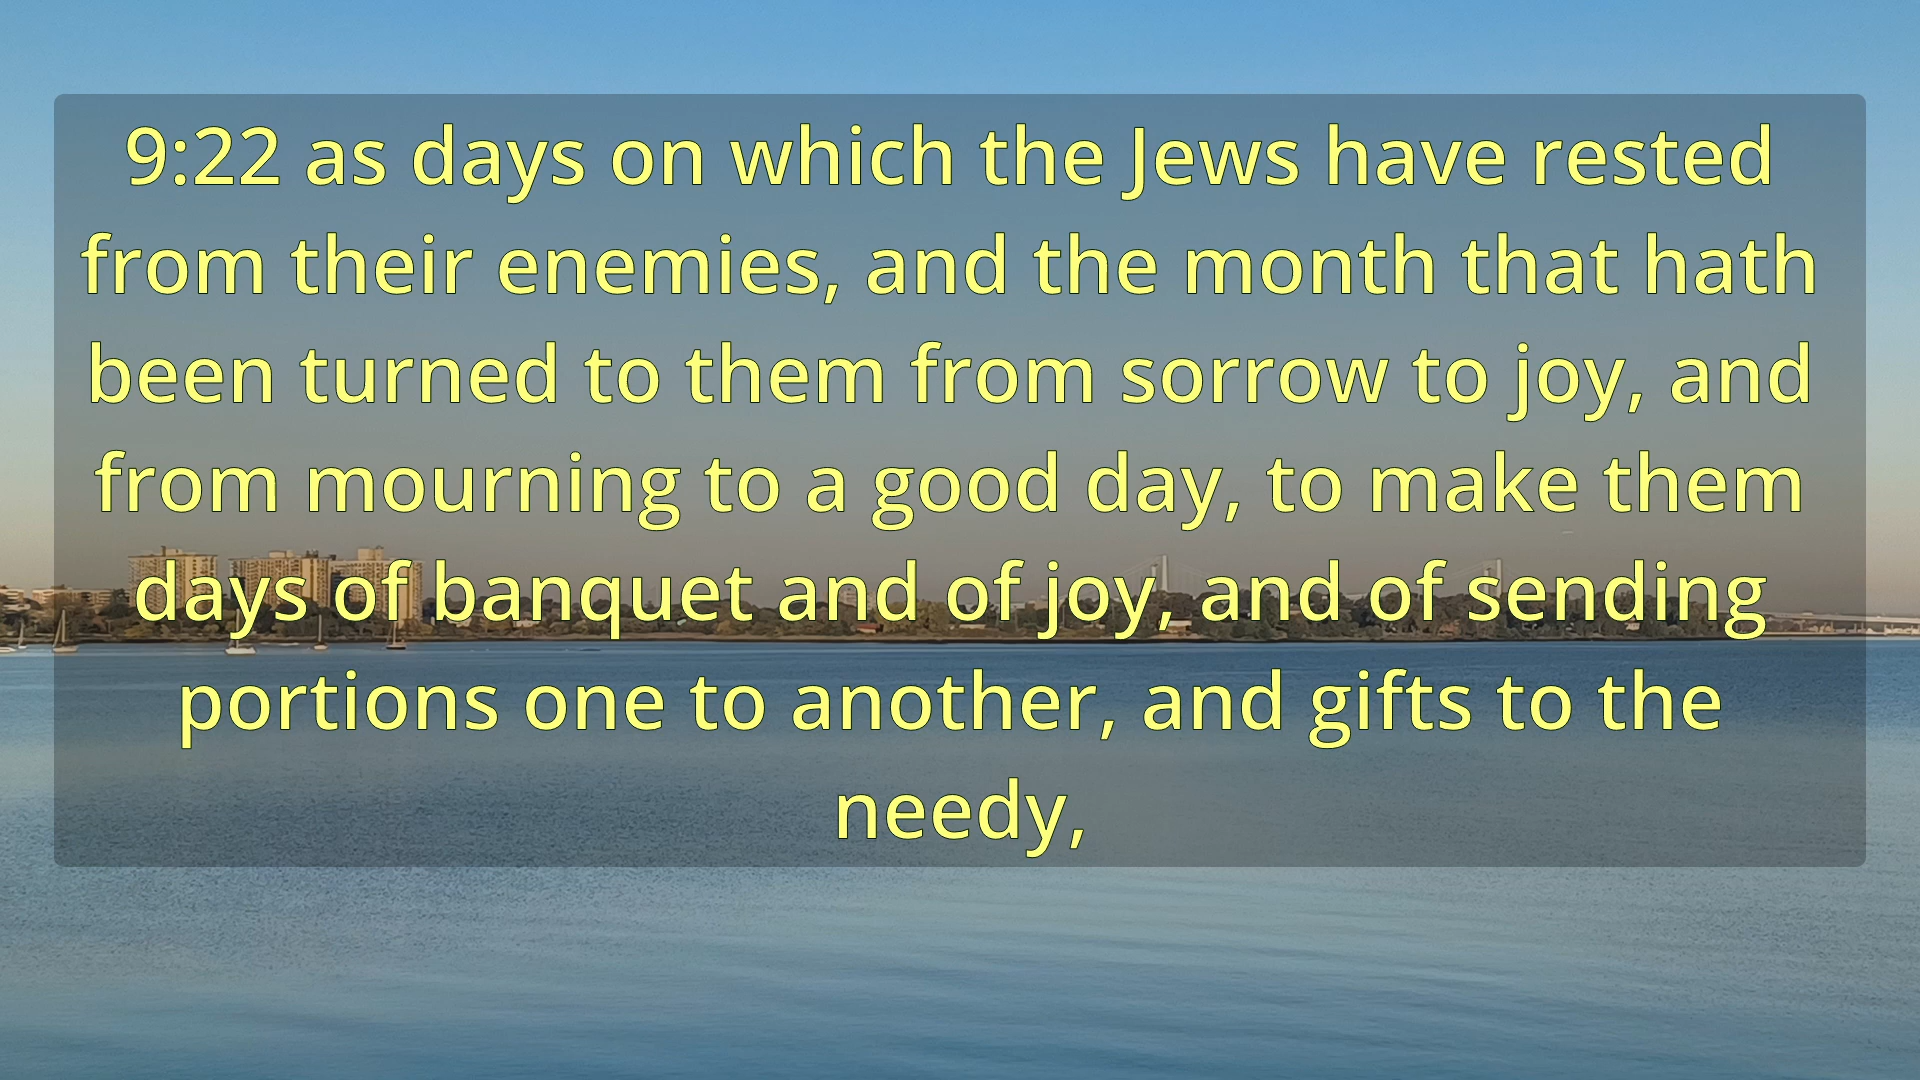 9:22 as days on which the Jews have rested
from their enemies, and the month that hath
been turned to them from sorrow to joy, and
from mourning to a good day, to make them
days of banquet and of joy, and of sending
portions one to another, and gifts to the
needy,